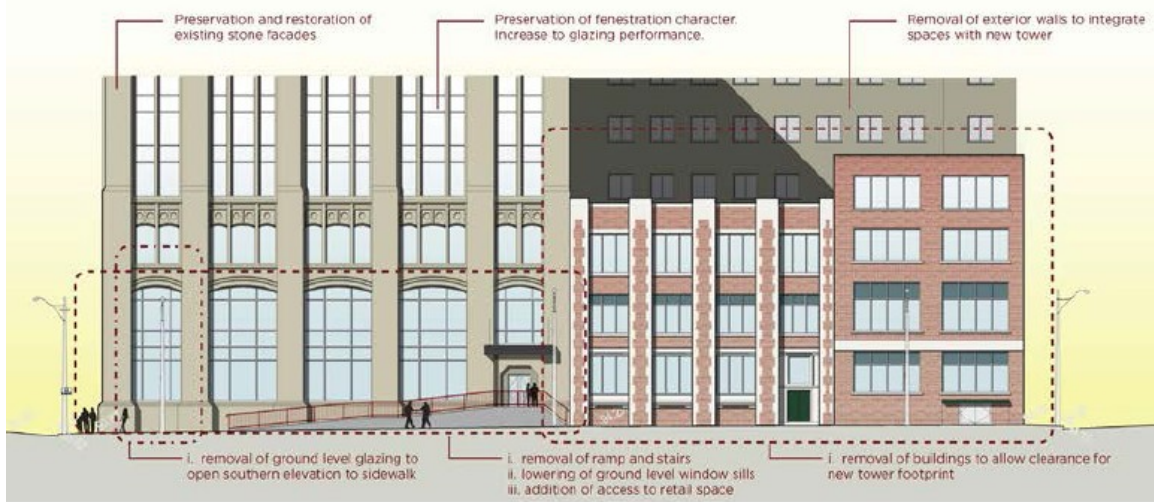 Preservation and restoration of
existing stone facades
Preservation of fenestration character.
Increase to glazing performance.
Removal of exterior walls to integrate
spaces with new tower
i. removal of ground level glazing to
open southern elevation to sidewalk
i. removal of ramp and stairs
ii. lowering of ground level window sills
iii. addition of access to retail space
i. removal of buildings to allow clearance for
new tower footprint